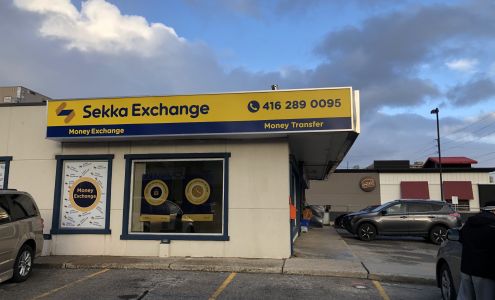 Sekka Exchange
416 289 0095
Money Exchange
Money Transfer
Money
Exchange